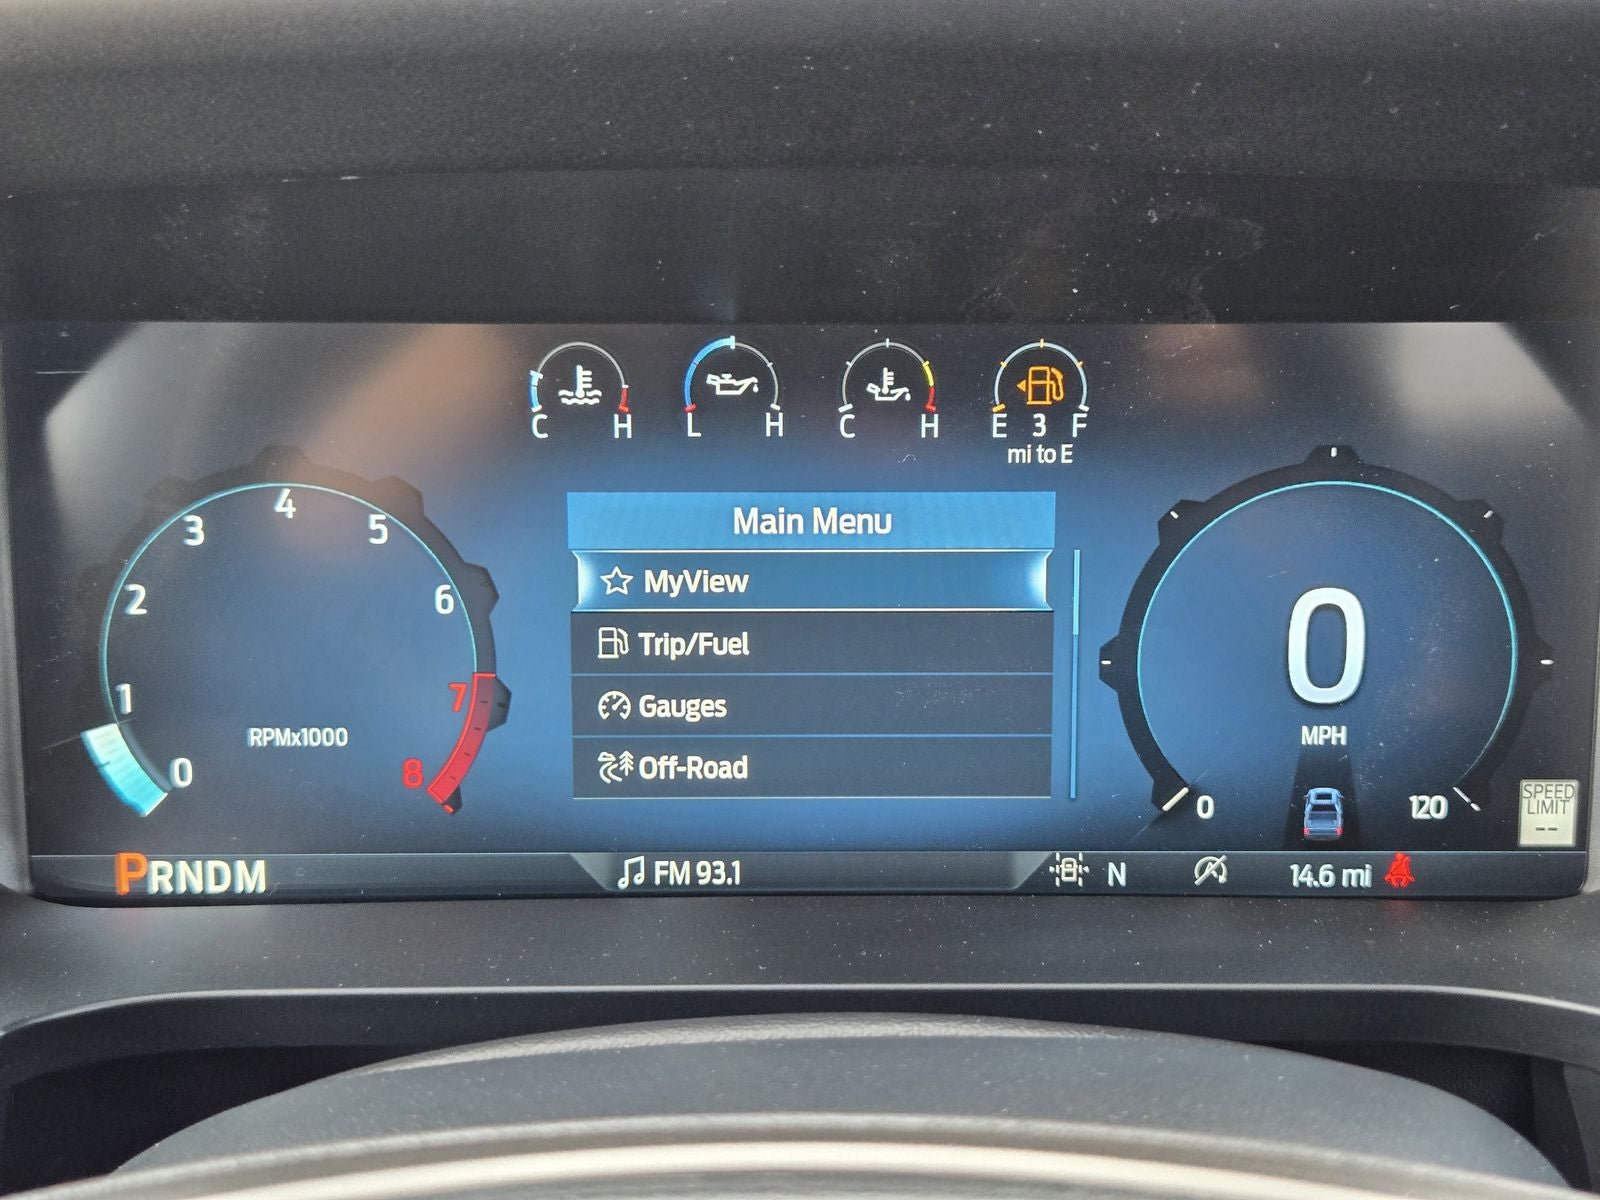 C H
L H
C H
E 3 F
mi to E
0
1
2
3
4
5
6
7
8
RPMx1000
Main Menu
MyView
Trip/Fuel
Gauges
Off-Road
0
MPH
0
120
SPEED
LIMIT
--
PRNDM
FM 93.1
N
14.6 mi